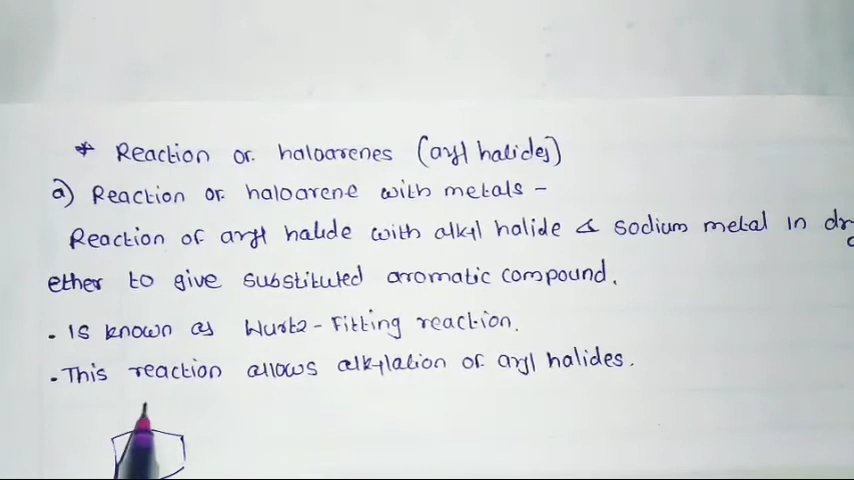 * Reaction of haloarenes (aryl halides)
a) Reaction of haloarene with metals -
Reaction of aryl halide with alkyl halide & sodium metal in dry
ether to give substituted aromatic compound.
. Is known as Wurtz - Fitting reaction.
. This reaction allows alkylation of aryl halides.